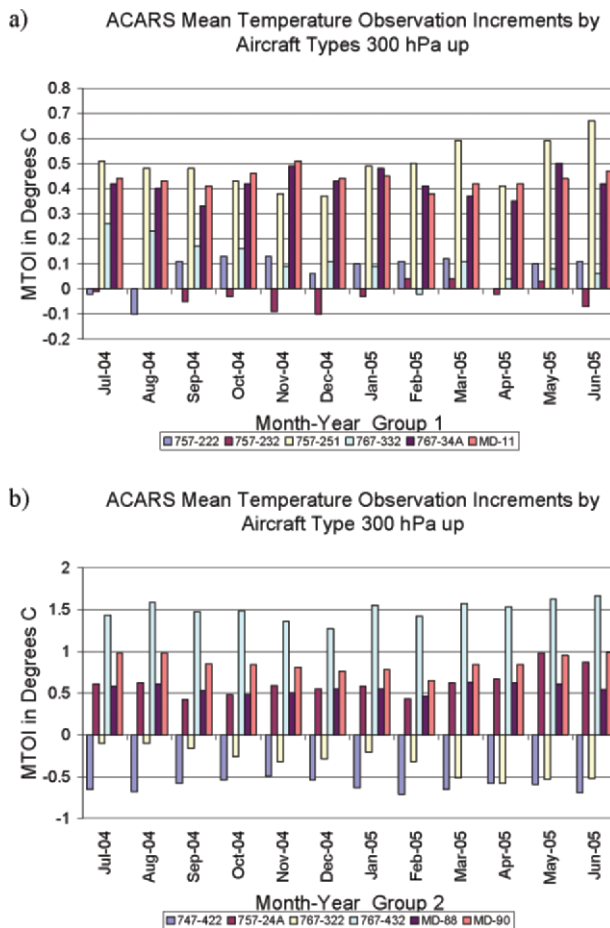 a)
ACARS Mean Temperature Observation Increments by
Aircraft Types 300 hPa up
MTOI in Degrees C
0.8
0.7
0.6
0.5
0.4
0.3
0.2
0.1
0
-0.1
-0.2
Jul-04
Aug-04
Sep-04
Oct-04
Nov-04
Dec-04
Jan-05
Feb-05
Mar-05
Apr-05
May-05
Jun-05
Month-Year Group 1
757-222 757-232 757-251 767-332 767-34A MD-11
b)
ACARS Mean Temperature Observation Increments by
Aircraft Type 300 hPa up
MTOI in Degrees C
2
1.5
1
0.5
0
-0.5
-1
Jul-04
Aug-04
Sep-04
Oct-04
Nov-04
Dec-04
Jan-05
Feb-05
Mar-05
Apr-05
May-05
Jun-05
Month-Year Group 2
747-422 757-24A 767-322 767-432 MD-88 MD-90